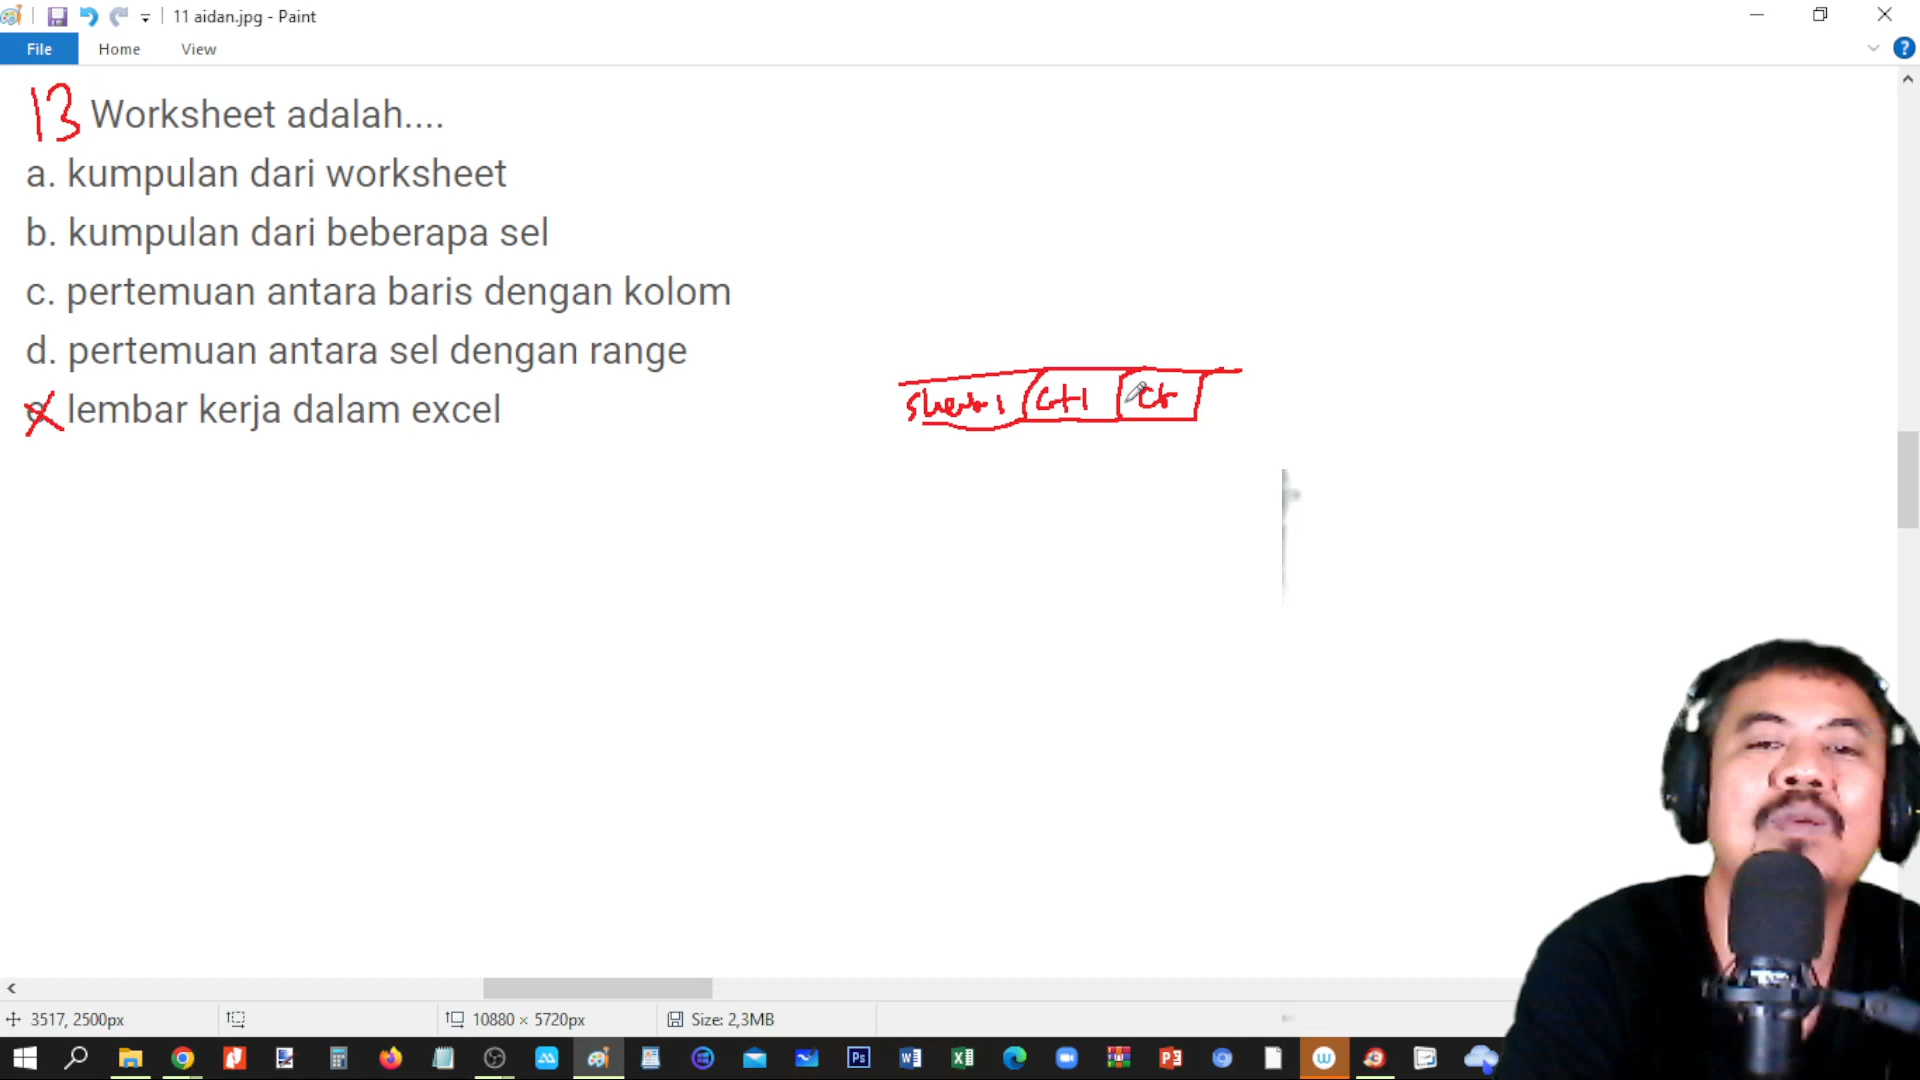 11 aidan.jpg - Paint
File Home View
13 Worksheet adalah....
a. kumpulan dari worksheet
b. kumpulan dari beberapa sel
c. pertemuan antara baris dengan kolom
d. pertemuan antara sel dengan range
lembar kerja dalam excel
Sheet 1
3517, 2500px 10880 × 5720px Size: 2,3MB